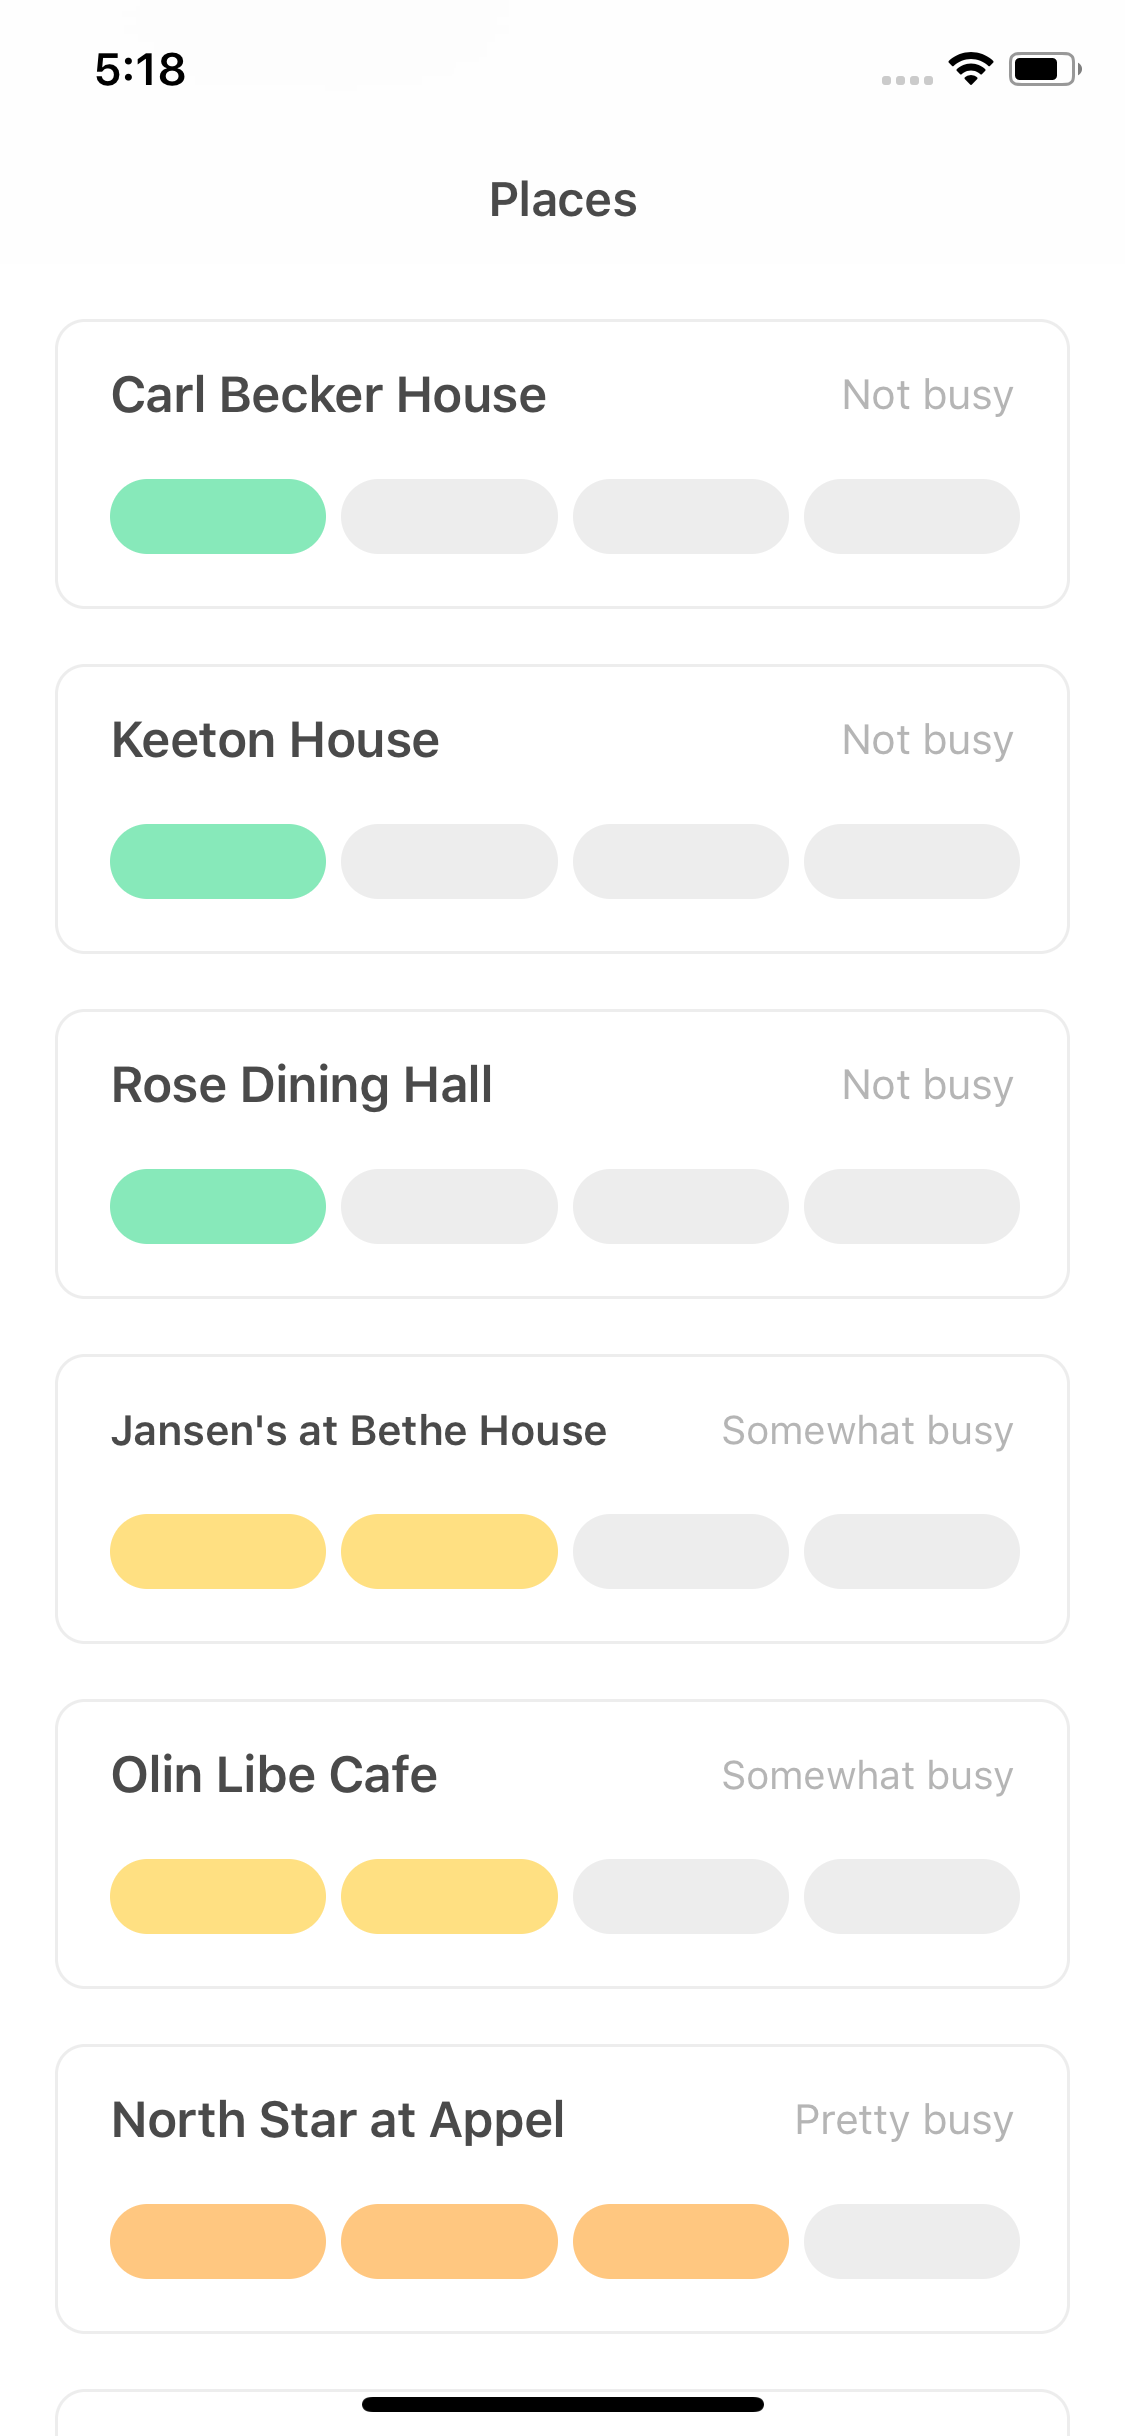 5:18
Places
Carl Becker House Not busy
Keeton House Not busy
Rose Dining Hall Not busy
Jansen's at Bethe House Somewhat busy
Olin Libe Cafe Somewhat busy
North Star at Appel Pretty busy